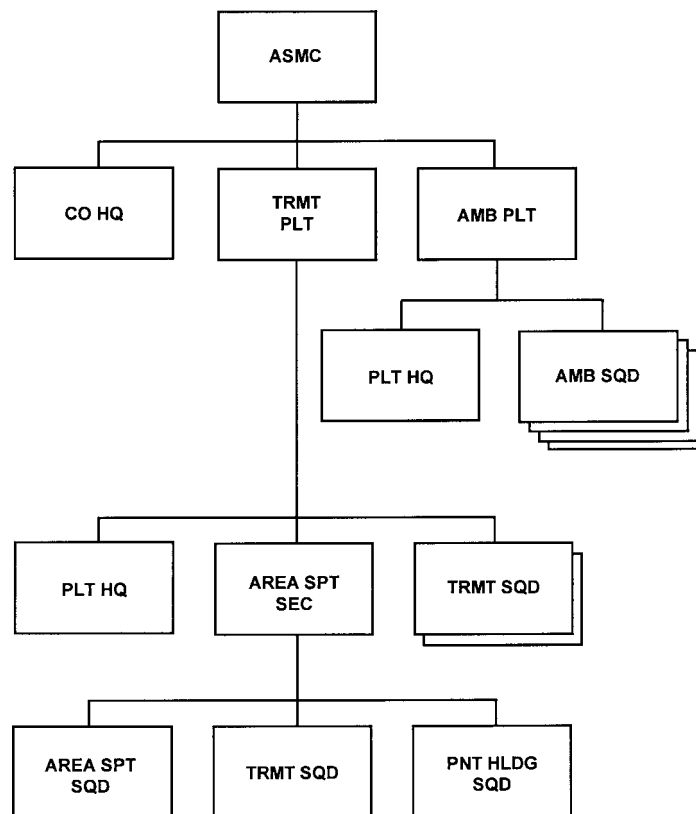 ASMC
CO HQ
TRMT
PLT
AMB PLT
PLT HQ
AMB SQD
PLT HQ
AREA SPT
SEC
TRMT SQD
AREA SPT
SQD
TRMT SQD
PNT HLDG
SQD